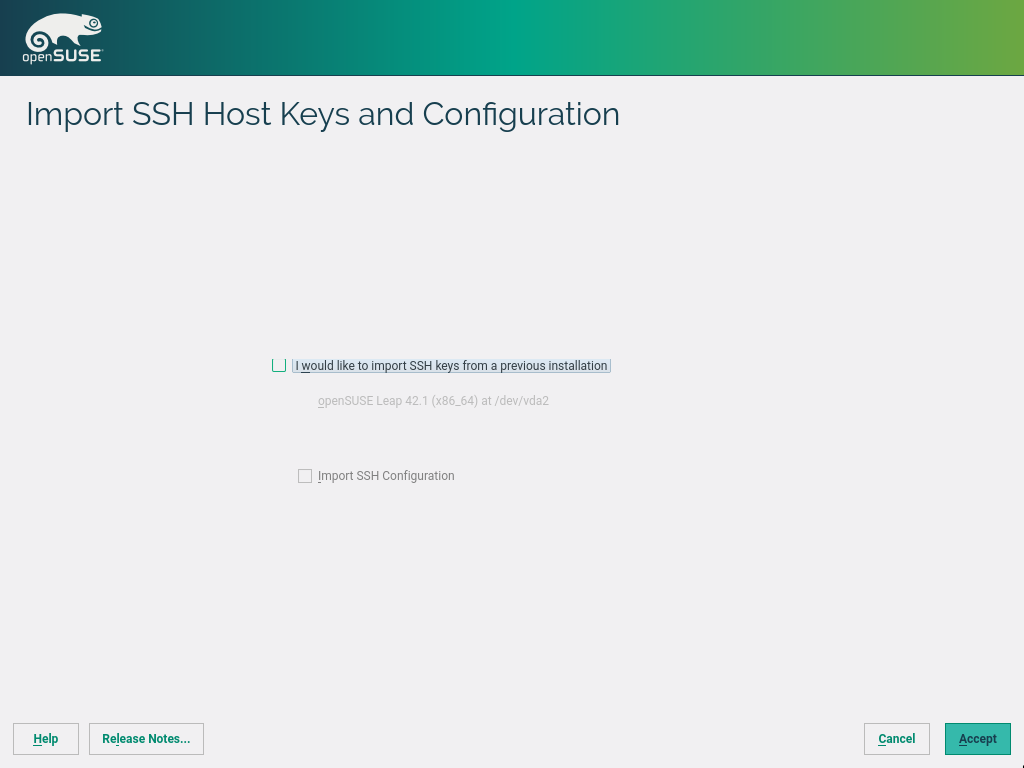 openSUSE
Import SSH Host Keys and Configuration
I would like to import SSH keys from a previous installation
openSUSE Leap 42.1 (x86_64) at /dev/vda2
Import SSH Configuration
Help Release Notes... Cancel Accept